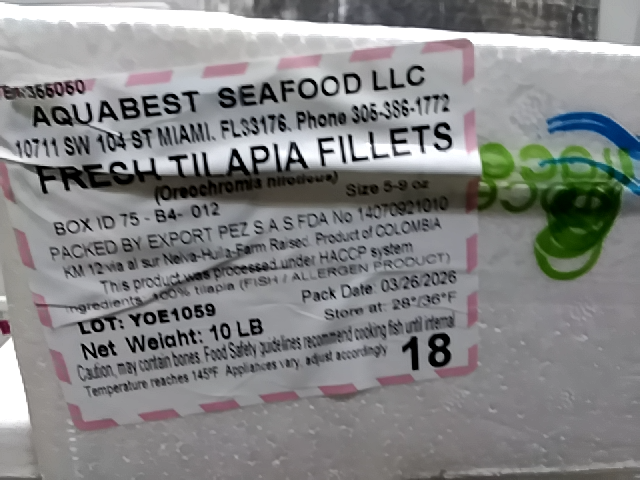 AQUABEST SEAFOOD LLC
10711 SW 104 ST MIAMI. FL33176. Phone 305-386-1772
FRESH TILAPIA FILLETS
(Oreochromis niloticus) Size 5-9 oz
BOX ID 75 - B4- 012
PACKED BY EXPORT PEZ S A S FDA No 14070921010
KM 12 via al sur Neiva-Huila-Farm Raised. Product of COLOMBIA
This product was processed under HACCP system
Ingredients. 100% tilapia (FISH / ALLERGEN PRODUCT)
Pack Date: 03/26/2026
LOT: YOE1059
Store at: 28°/36°F
Net Weight: 10 LB
Caution, may contain bones. Food Safety guidelines recommend cooking fish until internal
Temperature reaches 145°F. Appliances vary, adjust accordingly
18